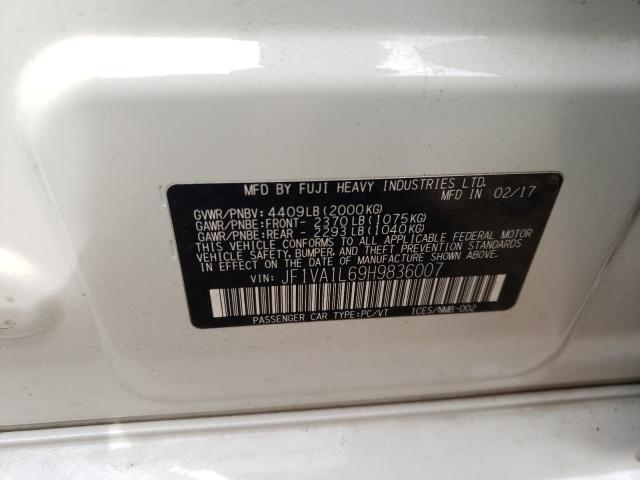 MFD BY FUJI HEAVY INDUSTRIES LTD.
MFD IN 02/17
GVWR/PNBV: 4409LB(2000KG)
GAWR/PNBE:FRONT- 2370LB(1075KG)
GAWR/PNBE:REAR - 2293LB(1040KG)
THIS VEHICLE CONFORMS TO ALL APPLICABLE FEDERAL MOTOR
VEHICLE SAFETY, BUMPER, AND THEFT PREVENTION STANDARDS
IN EFFECT ON THE DATE OF MANUFACTURE SHOWN ABOVE.
VIN: JF1VA1L69H9836007
PASSENGER CAR TYPE:PC/VT ICES/NMB-002